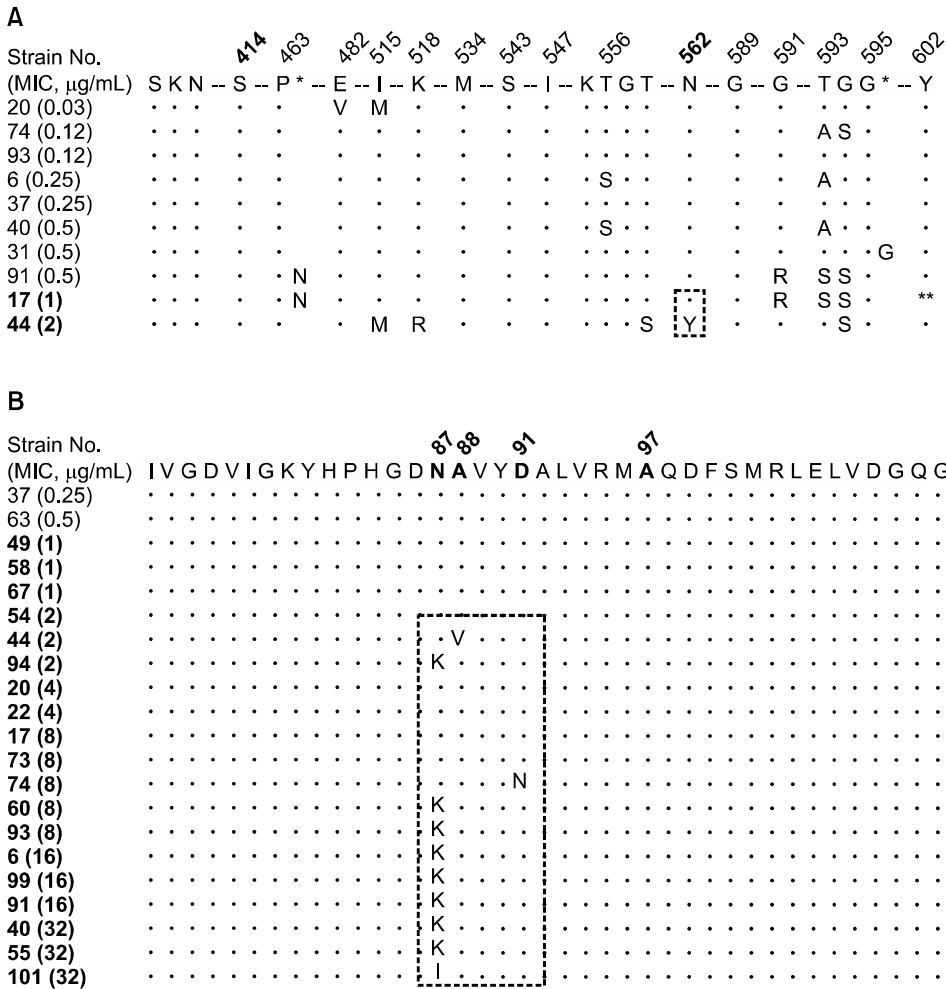 A
414 463 482 515 518 534 543 547 556 562 589 591 593 595 602
Strain No.
(MIC, μg/mL) S K N -- S -- P * -- E -- I -- K -- M -- S -- I -- K T G T -- N -- G -- G -- T G G * -- Y --
20 (0.03) · · · · · · V M · · · · · · · · · · · · · · · ·
74 (0.12) · · · · · · · · · · · · · · · · · · · A S · ·
93 (0.12) · · · · · · · · · · · · · · · · · · · · · · ·
6 (0.25) · · · · · · · · · · · · S · · · · · A · · ·
37 (0.25) · · · · · · · · · · · · · · · · · · · · · · ·
40 (0.5) · · · · · · · · · · · · S · · · · · A · · ·
31 (0.5) · · · · · · · · · · · · · · · · · · · · · G ·
91 (0.5) · · · · · N · · · · · · · · · · · · · R S S · ·
17 (1) · · · · · N · · · · · · · · · · · · · R S S · **
44 (2) · · · · · · M R · · · · · · S Y · · · S · ·
B
87 88 91 97
Strain No.
(MIC, μg/mL) I V G D V I G K Y H P H G D N A V Y D A L V R M A Q D F S M R L E L V D G Q G
37 (0.25) · · · · · · · · · · · · · · · · · · · · · · · · · · · · · · · · · · · · · · ·
63 (0.5) · · · · · · · · · · · · · · · · · · · · · · · · · · · · · · · · · · · · · · ·
49 (1) · · · · · · · · · · · · · · · · · · · · · · · · · · · · · · · · · · · · · · ·
58 (1) · · · · · · · · · · · · · · · · · · · · · · · · · · · · · · · · · · · · · · ·
67 (1) · · · · · · · · · · · · · · · · · · · · · · · · · · · · · · · · · · · · · · ·
54 (2) · · · · · · · · · · · · · · · · · · · · · · · · · · · · · · · · · · · · · · ·
44 (2) · · · · · · · · · · · · · · · V · · · · · · · · · · · · · · · · · · · · · · ·
94 (2) · · · · · · · · · · · · · · K · · · · · · · · · · · · · · · · · · · · · · · ·
20 (4) · · · · · · · · · · · · · · · · · · · · · · · · · · · · · · · · · · · · · · ·
22 (4) · · · · · · · · · · · · · · · · · · · · · · · · · · · · · · · · · · · · · · ·
17 (8) · · · · · · · · · · · · · · · · · · · · · · · · · · · · · · · · · · · · · · ·
73 (8) · · · · · · · · · · · · · · · · · · · · · · · · · · · · · · · · · · · · · · ·
74 (8) · · · · · · · · · · · · · · · · · · N · · · · · · · · · · · · · · · · · · · ·
60 (8) · · · · · · · · · · · · · · K · · · · · · · · · · · · · · · · · · · · · · · ·
93 (8) · · · · · · · · · · · · · · K · · · · · · · · · · · · · · · · · · · · · · · ·
6 (16) · · · · · · · · · · · · · · K · · · · · · · · · · · · · · · · · · · · · · · ·
99 (16) · · · · · · · · · · · · · · K · · · · · · · · · · · · · · · · · · · · · · · ·
91 (16) · · · · · · · · · · · · · · K · · · · · · · · · · · · · · · · · · · · · · · ·
40 (32) · · · · · · · · · · · · · · K · · · · · · · · · · · · · · · · · · · · · · · ·
55 (32) · · · · · · · · · · · · · · K · · · · · · · · · · · · · · · · · · · · · · · ·
101 (32) · · · · · · · · · · · · · · I · · · · · · · · · · · · · · · · · · · · · · · ·